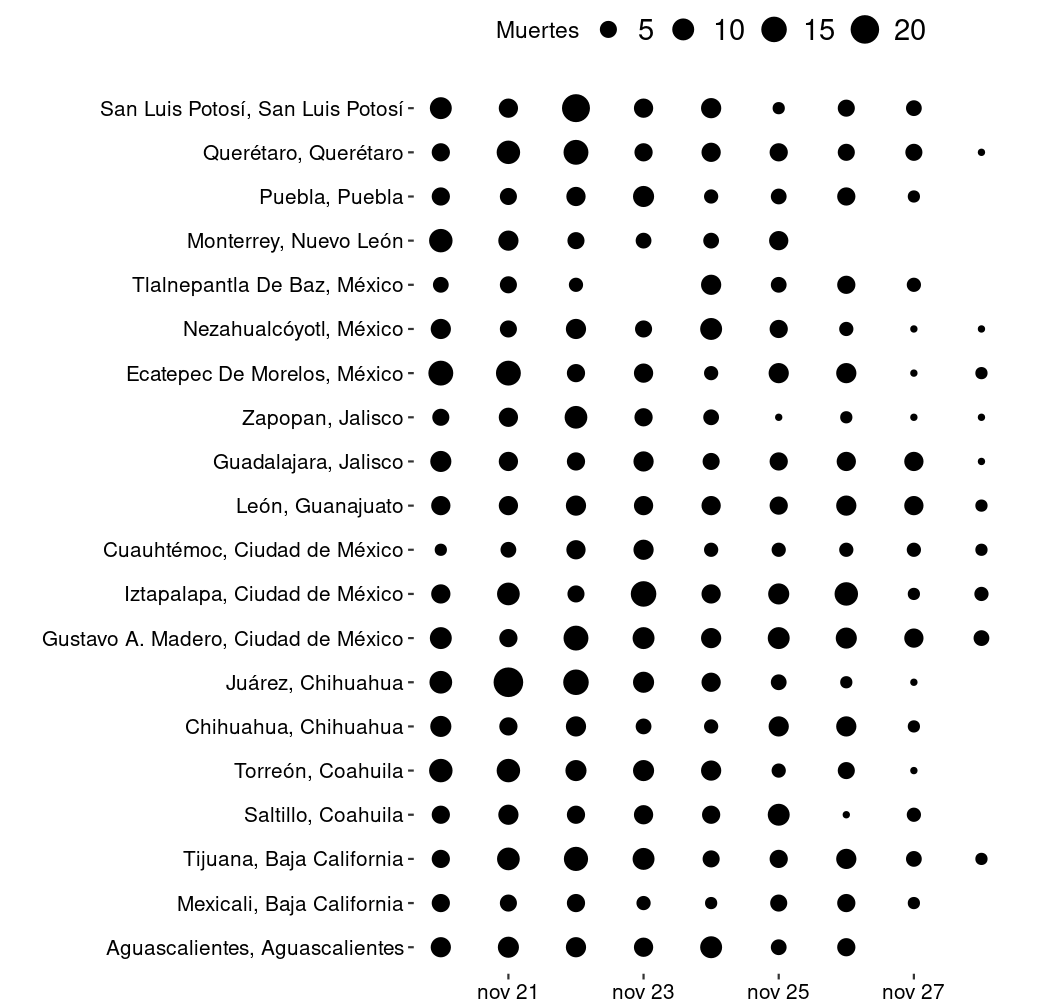 Muertes 5 10 15 20
San Luis Potosí, San Luis Potosí
Querétaro, Querétaro
Puebla, Puebla
Monterrey, Nuevo León
Tlalnepantla De Baz, México
Nezahualcóyotl, México
Ecatepec De Morelos, México
Zapopan, Jalisco
Guadalajara, Jalisco
León, Guanajuato
Cuauhtémoc, Ciudad de México
Iztapalapa, Ciudad de México
Gustavo A. Madero, Ciudad de México
Juárez, Chihuahua
Chihuahua, Chihuahua
Torreón, Coahuila
Saltillo, Coahuila
Tijuana, Baja California
Mexicali, Baja California
Aguascalientes, Aguascalientes
nov 21 nov 23 nov 25 nov 27